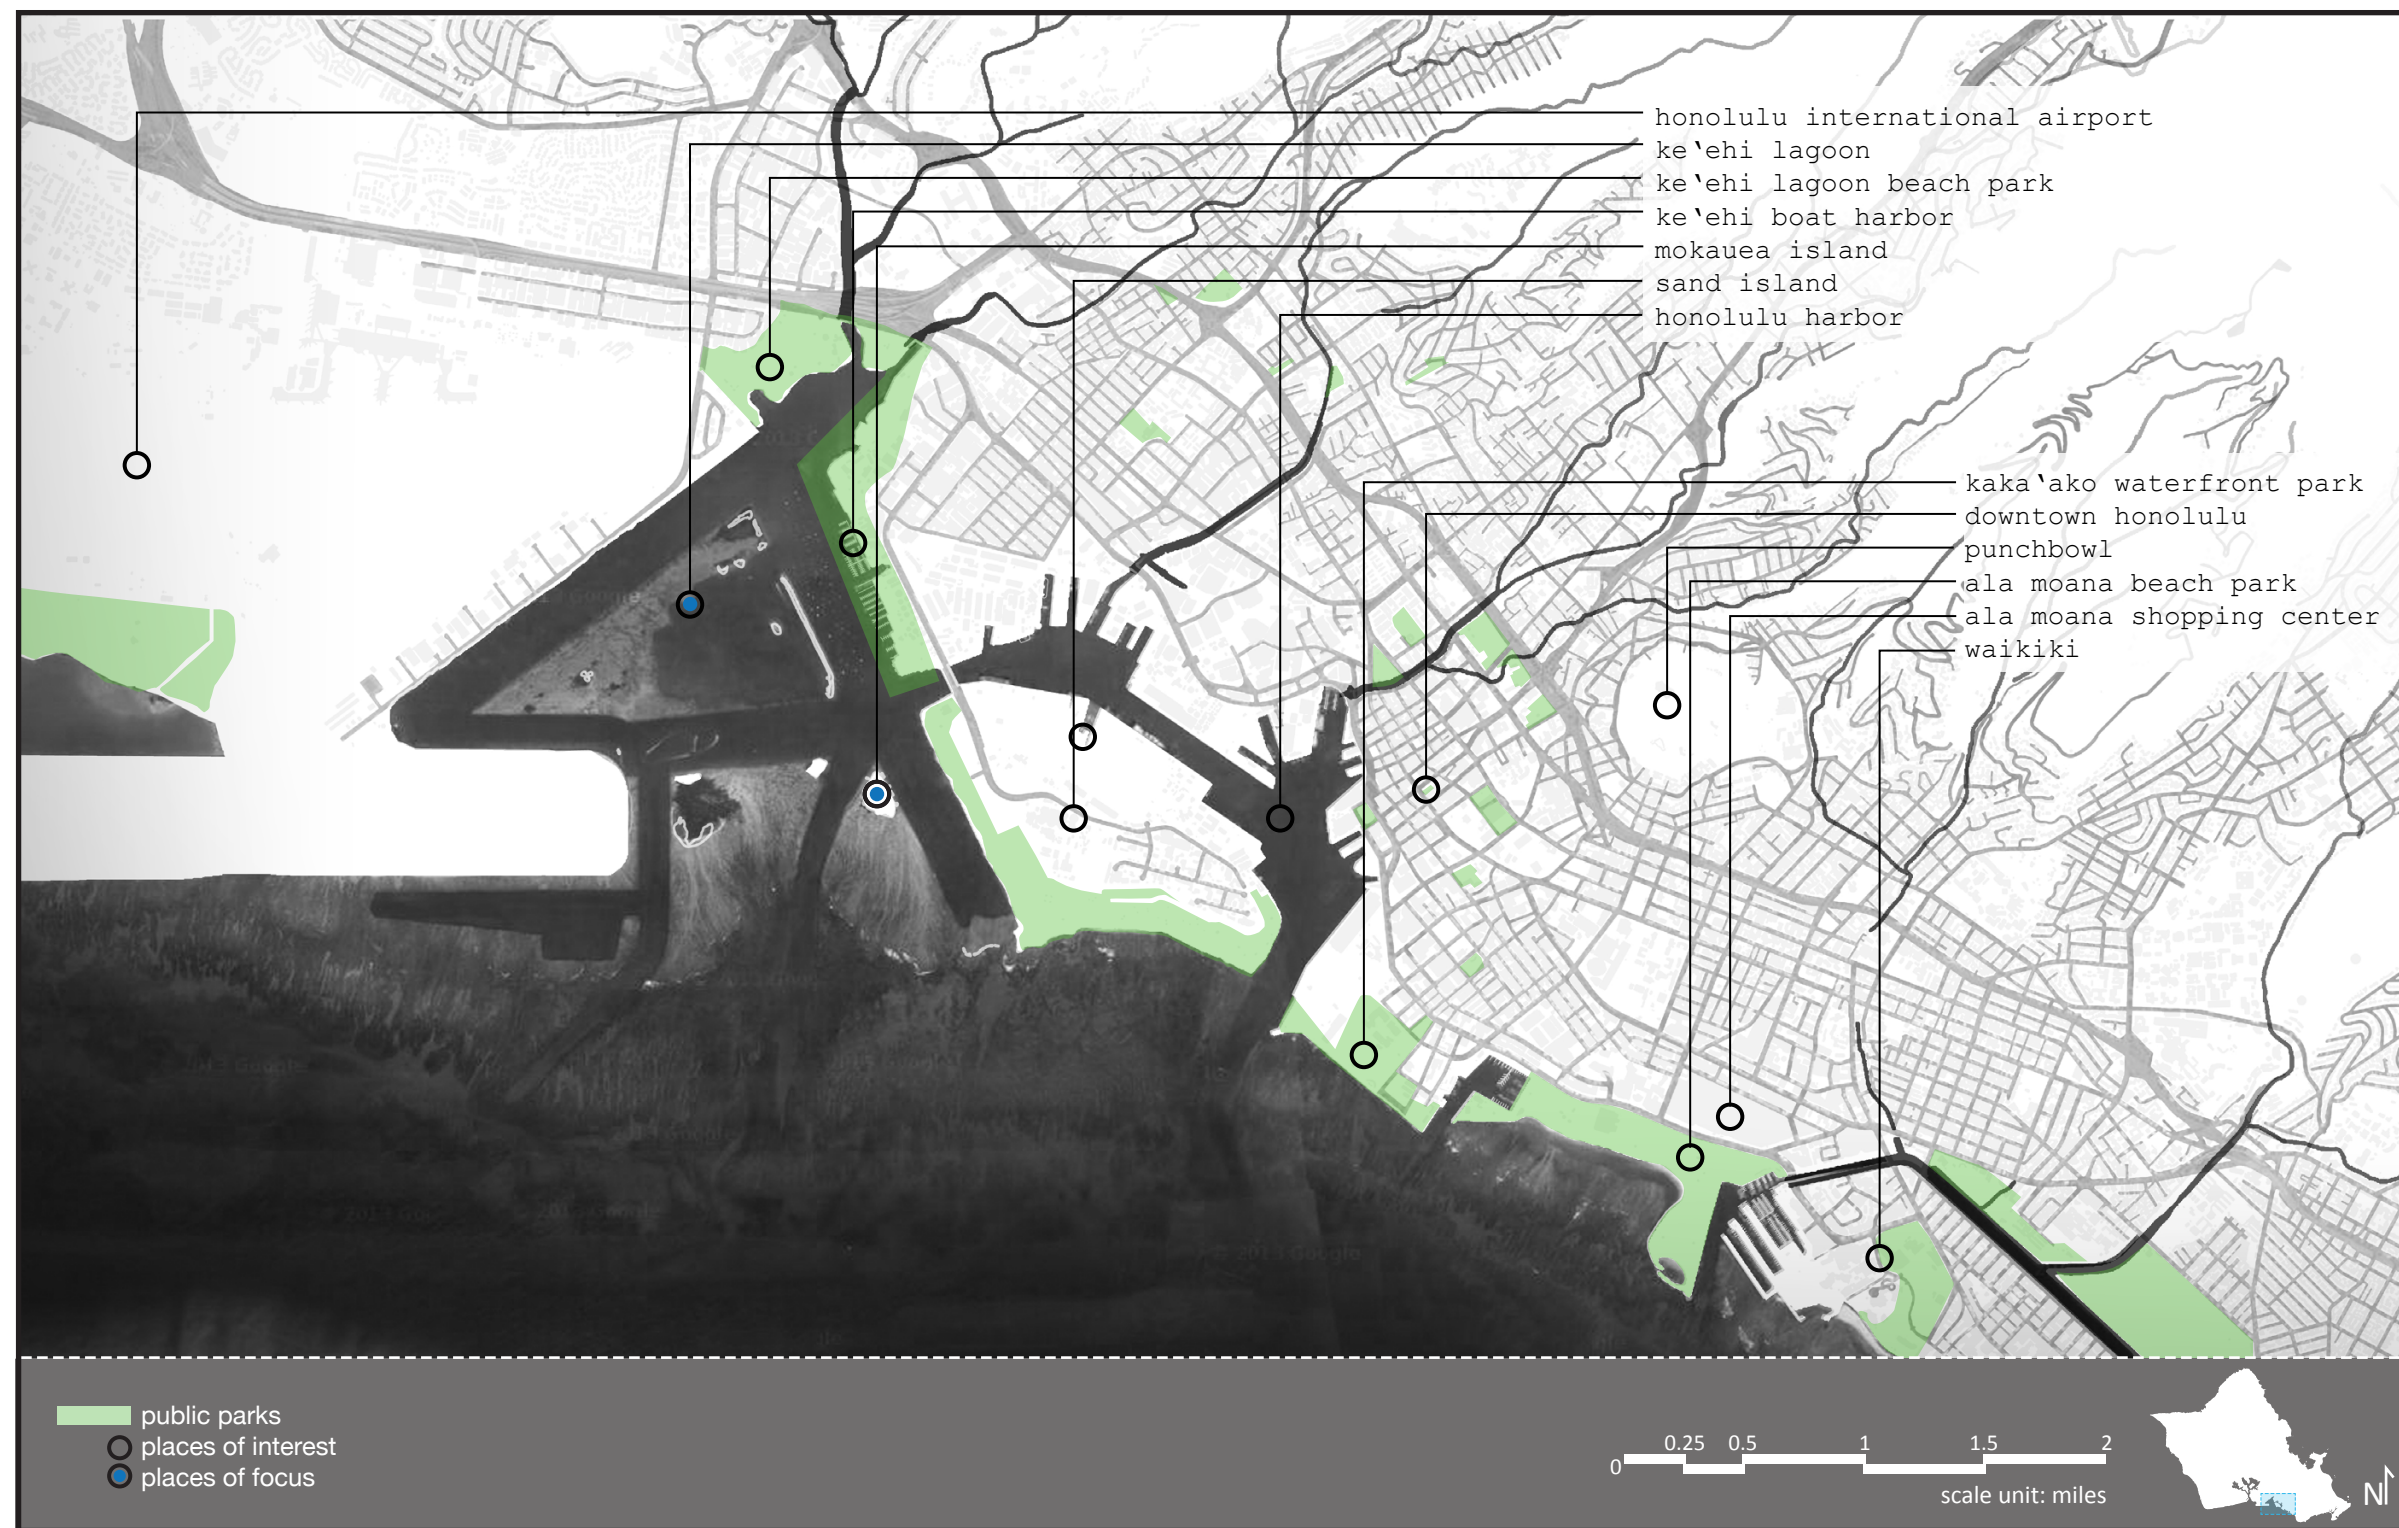 honolulu international airport
ke‘ehi lagoon
ke‘ehi lagoon beach park
ke‘ehi boat harbor
mokauea island
sand island
honolulu harbor
kaka‘ako waterfront park
downtown honolulu
punchbowl
ala moana beach park
ala moana shopping center
waikiki
public parks
places of interest
places of focus
0 0.25 0.5 1 1.5 2
scale unit: miles
N